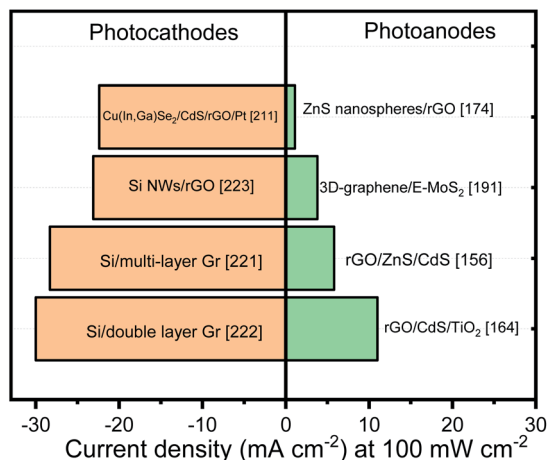 Photocathodes
Photoanodes
Cu(In,Ga)Se₂/CdS/rGO/Pt [211]
ZnS nanospheres/rGO [174]
Si NWs/rGO [223]
3D-graphene/E-MoS₂ [191]
Si/multi-layer Gr [221]
rGO/ZnS/CdS [156]
Si/double layer Gr [222]
rGO/CdS/TiO₂ [164]
-30 -20 -10 0 10 20 30
Current density (mA cm⁻²) at 100 mW cm⁻²